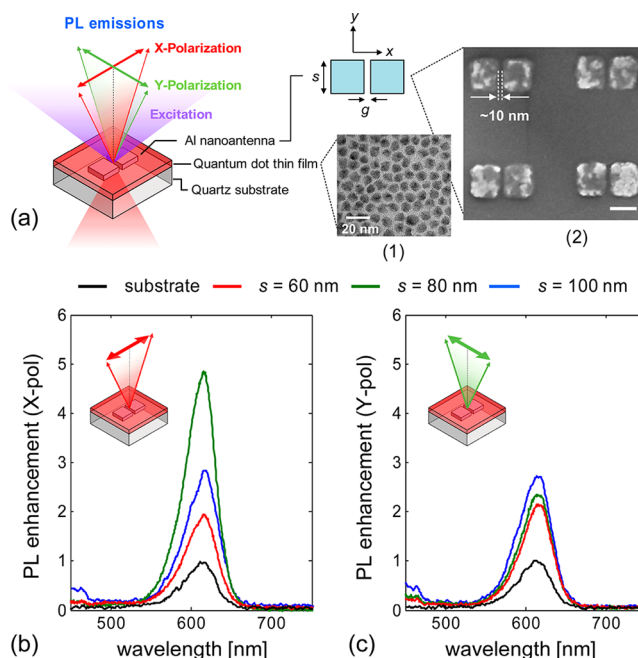 PL emissions
X-Polarization
Y-Polarization
Excitation
Al nanoantenna
Quantum dot thin film
Quartz substrate
(a)
y
x
s
g
20 nm
(1)
~10 nm
(2)
substrate s = 60 nm s = 80 nm s = 100 nm
PL enhancement (X-pol)
6
5
4
3
2
1
0
500 600 700
wavelength [nm]
(b)
PL enhancement (Y-pol)
6
5
4
3
2
1
0
500 600 700
wavelength [nm]
(c)